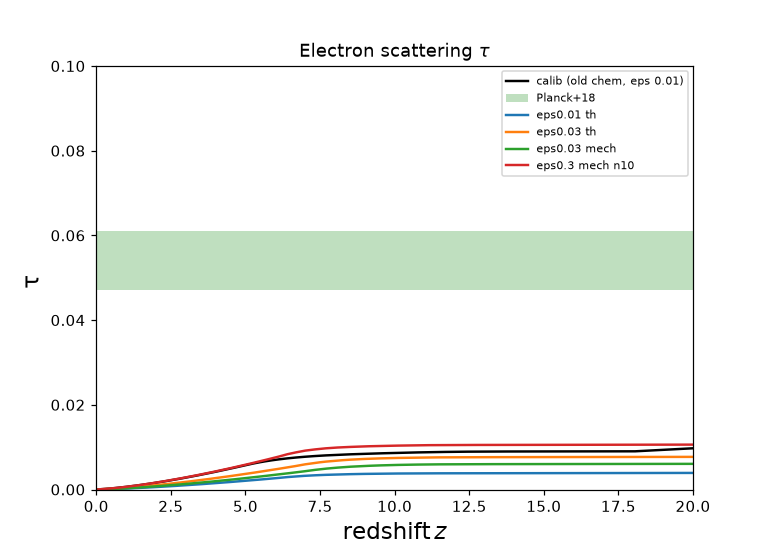 Electron scattering τ
0.10
0.08
0.06
0.04
0.02
0.00
τ
calib (old chem, eps 0.01)
Planck+18
eps0.01 th
eps0.03 th
eps0.03 mech
eps0.3 mech n10
0.0 2.5 5.0 7.5 10.0 12.5 15.0 17.5 20.0
redshift z